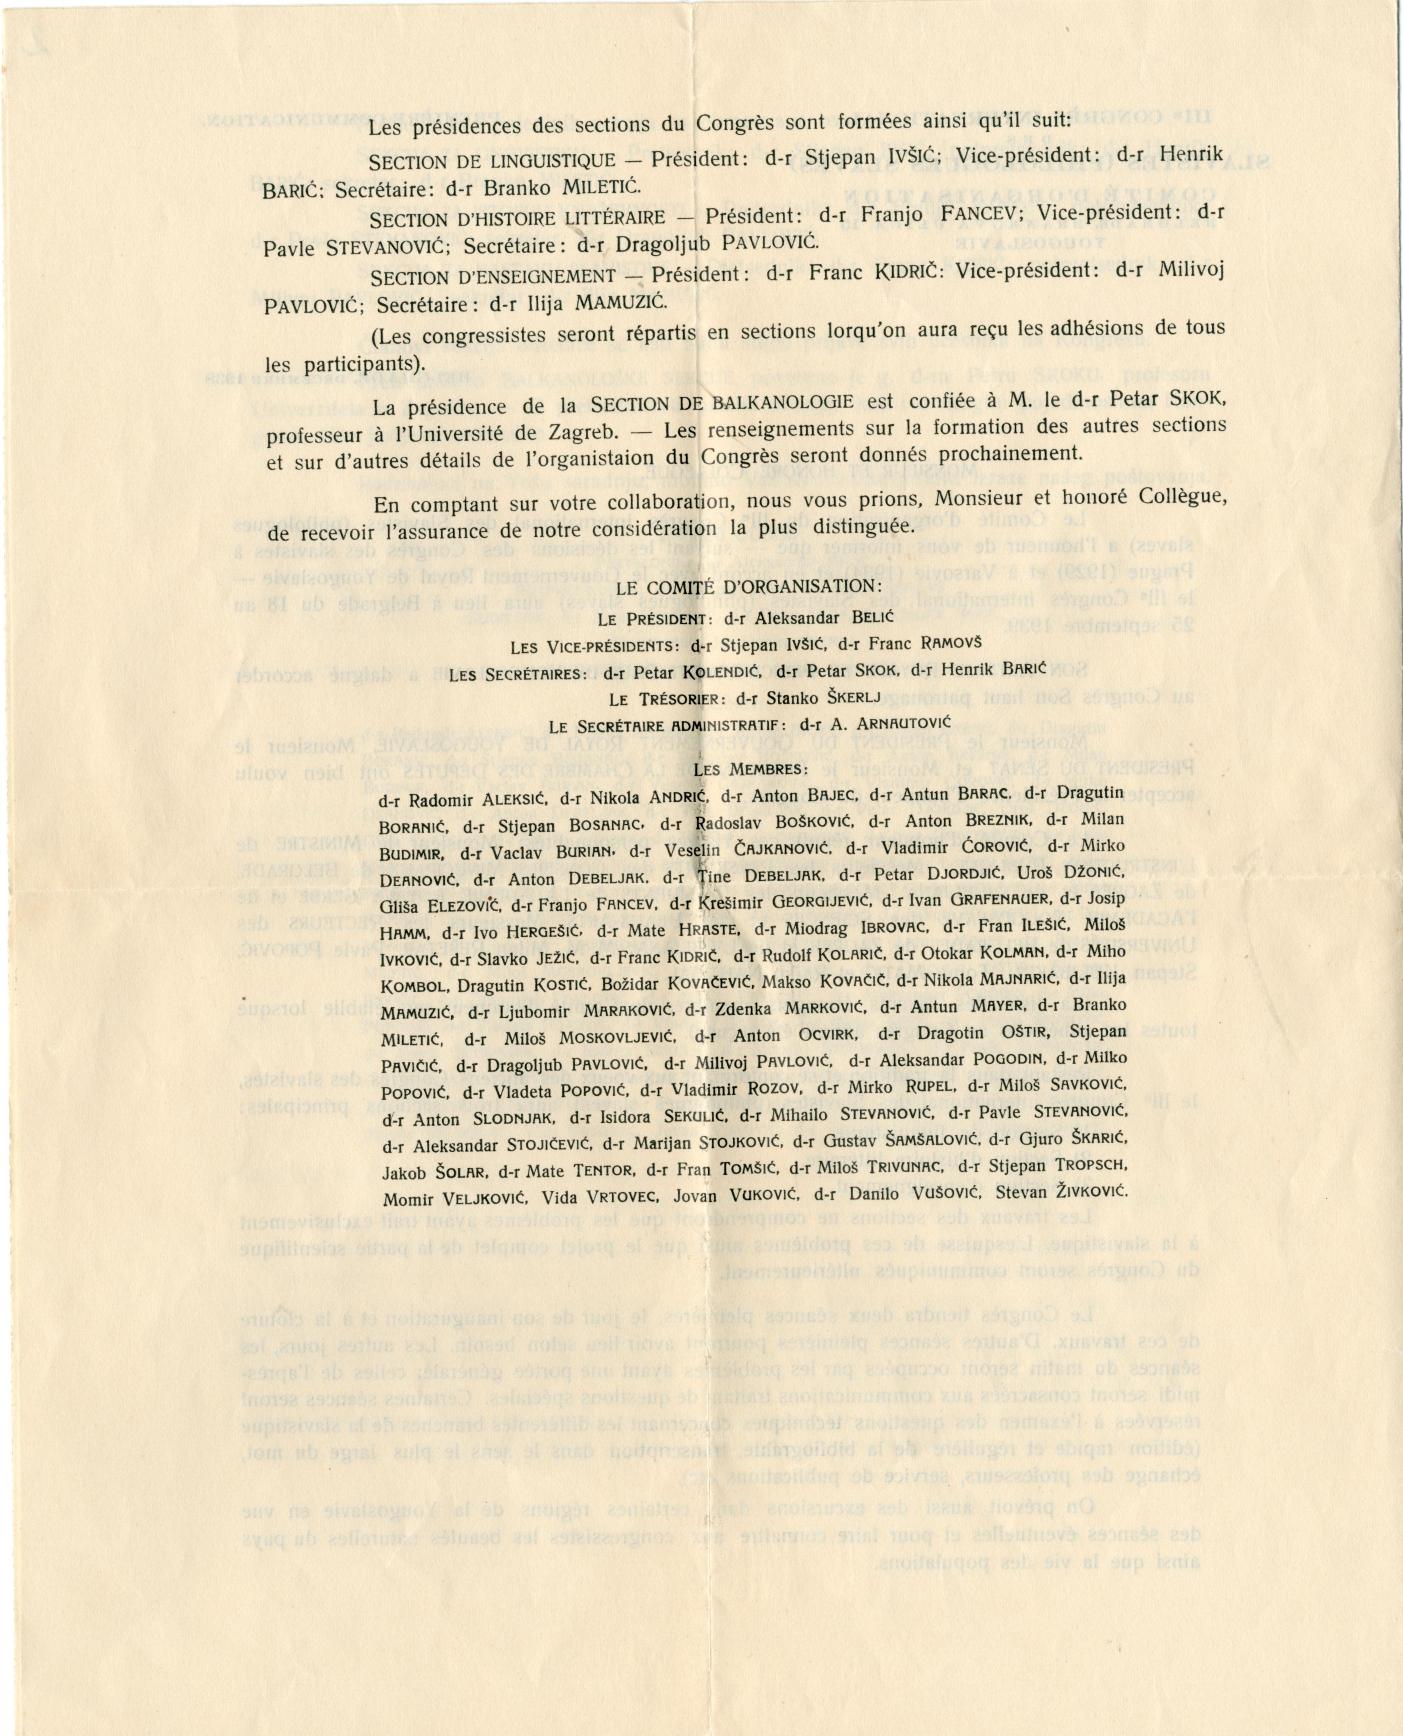 Les présidences des sections du Congrès sont formées ainsi qu'il suit:
SECTION DE LINGUISTIQUE — Président: d-r Stjepan IVŠIĆ; Vice-président: d-r Henrik
BARIĆ; Secrétaire: d-r Branko MILETIĆ.
SECTION D'HISTOIRE LITTÉRAIRE — Président: d-r Franjo FANCEV; Vice-président: d-r
Pavle STEVANOVIĆ; Secrétaire: d-r Dragoljub PAVLOVIĆ.
SECTION D'ENSEIGNEMENT — Président: d-r Franc KIDRIČ: Vice-président: d-r Milivoj
PAVLOVIĆ; Secrétaire: d-r Ilija MAMUZIĆ.
(Les congressistes seront répartis en sections lorqu'on aura reçu les adhésions de tous
les participants).
La présidence de la SECTION DE BALKANOLOGIE est confiée à M. le d-r Petar SKOK,
professeur à l'Université de Zagreb. — Les renseignements sur la formation des autres sections
et sur d'autres détails de l'organistaion du Congrès seront donnés prochainement.
En comptant sur votre collaboration, nous vous prions, Monsieur et honoré Collègue,
de recevoir l'assurance de notre considération la plus distinguée.
LE COMITÉ D'ORGANISATION:
LE PRÉSIDENT: d-r Aleksandar BELIĆ
LES VICE-PRÉSIDENTS: d-r Stjepan IVŠIĆ, d-r Franc RAMOVŠ
LES SECRÉTAIRES: d-r Petar KOLENDIĆ, d-r Petar SKOK, d-r Henrik BARIĆ
LE TRÉSORIER: d-r Stanko ŠKERLJ
LE SECRÉTAIRE ADMINISTRATIF: d-r A. ARNAUTOVIĆ
LES MEMBRES:
d-r Radomir ALEKSIĆ, d-r Nikola ANDRIĆ, d-r Anton BAJEC, d-r Antun BARAC, d-r Dragutin
BORANIĆ, d-r Stjepan BOSANAC, d-r Radoslav BOŠKOVIĆ, d-r Anton BREZNIK, d-r Milan
BUDIMIR, d-r Vaclav BURIAN, d-r Veselin ČAJKANOVIĆ, d-r Vladimir ĆOROVIĆ, d-r Mirko
DEANOVIĆ, d-r Anton DEBELJAK, d-r Tine DEBELJAK, d-r Petar DJORDJIĆ, Uroš DŽONIĆ,
Gliša ELEZOVIĆ, d-r Franjo FANCEV, d-r Krešimir GEORGIJEVIĆ, d-r Ivan GRAFENAUER, d-r Josip
HAMM, d-r Ivo HERGEŠIĆ, d-r Mate HRASTE, d-r Miodrag IBROVAC, d-r Fran ILEŠIĆ, Miloš
IVKOVIĆ, d-r Slavko JEŽIĆ, d-r Franc KIDRIČ, d-r Rudolf KOLARIČ, d-r Otokar KOLMAN, d-r Miho
KOMBOL, Dragutin KOSTIĆ, Božidar KOVAČEVIĆ, Makso KOVAČIČ, d-r Nikola MAJNARIĆ, d-r Ilija
MAMUZIĆ, d-r Ljubomir MARAKOVIĆ, d-r Zdenka MARKOVIĆ, d-r Antun MAYER, d-r Branko
MILETIĆ, d-r Miloš MOSKOVLJEVIĆ, d-r Anton OCVIRK, d-r Dragotin OŠTIR, Stjepan
PAVIČIĆ, d-r Dragoljub PAVLOVIĆ, d-r Milivoj PAVLOVIĆ, d-r Aleksandar POGODIN, d-r Milko
POPOVIĆ, d-r Vladeta POPOVIĆ, d-r Vladimir ROZOV, d-r Mirko RUPEL, d-r Miloš SAVKOVIĆ,
d-r Anton SLODNJAK, d-r Isidora SEKULIĆ, d-r Mihailo STEVANOVIĆ, d-r Pavle STEVANOVIĆ,
d-r Aleksandar STOJIČEVIĆ, d-r Marijan STOJKOVIĆ, d-r Gustav ŠAMŠALOVIĆ, d-r Gjuro ŠKARIĆ,
Jakob ŠOLAR, d-r Mate TENTOR, d-r Fran TOMŠIĆ, d-r Miloš TRIVUNAC, d-r Stjepan TROPSCH,
Momir VELJKOVIĆ, Vida VRTOVEC, Jovan VUKOVIĆ, d-r Danilo VUŠOVIĆ, Stevan ŽIVKOVIĆ.